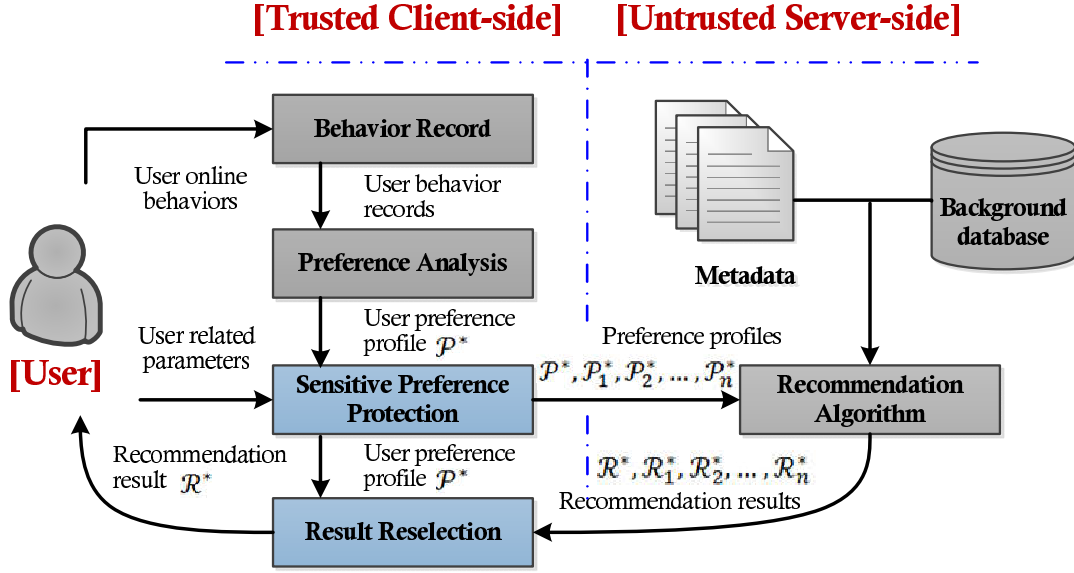 [Trusted Client-side]
[Untrusted Server-side]
Behavior Record
User online
behaviors
User behavior
records
Background
database
Preference Analysis
Metadata
User related
parameters
User preference
profile 𝒫*
Preference profiles
[User]
Sensitive Preference
Protection
𝒫*, 𝒫₁*, 𝒫₂*, ..., 𝒫ₙ*
Recommendation
Algorithm
Recommendation
result ℛ*
User preference
profile 𝒫*
ℛ*, ℛ₁*, ℛ₂*, ..., ℛₙ*
Recommendation results
Result Reselection